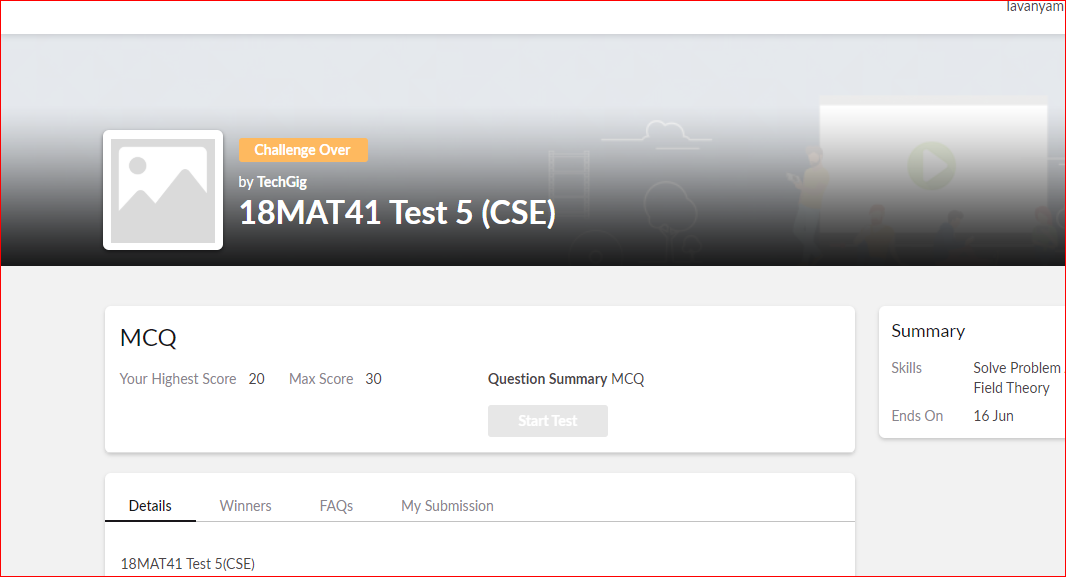 lavanyam
Challenge Over
by TechGig
18MAT41 Test 5 (CSE)
MCQ
Your Highest Score 20 Max Score 30
Question Summary MCQ
Start Test
Summary
Skills Solve Problem
Field Theory
Ends On 16 Jun
Details Winners FAQs My Submission
18MAT41 Test 5(CSE)